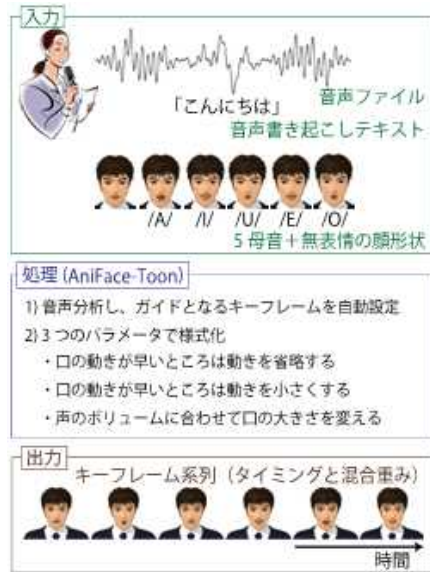 入力
「こんにちは」
音声ファイル
音声書き起こしテキスト
/A/ /I/ /U/ /E/ /O/
5母音＋無表情の顔形状
処理(AniFace-Toon)
1) 音声分析し、ガイドとなるキーフレームを自動設定
2) 3つのパラメータで様式化
・口の動きが早いところは動きを省略する
・口の動きが早いところは動きを小さくする
・声のボリュームに合わせて口の大きさを変える
出力
キーフレーム系列（タイミングと混合重み）
時間